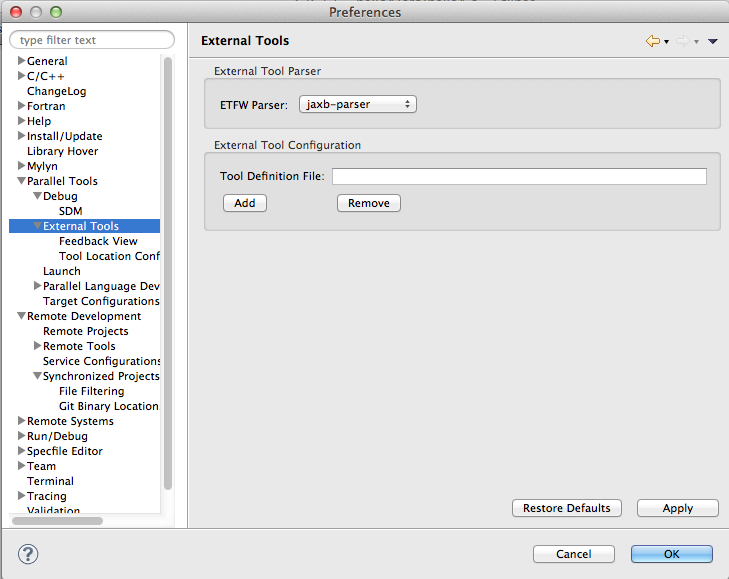 Preferences
type filter text
General
C/C++
ChangeLog
Fortran
Help
Install/Update
Library Hover
Mylyn
Parallel Tools
Debug
SDM
External Tools
Feedback View
Tool Location Conf
Launch
Parallel Language Dev
Target Configurations
Remote Development
Remote Projects
Remote Tools
Service Configurations
Synchronized Projects
File Filtering
Git Binary Location
Remote Systems
Run/Debug
Specfile Editor
Team
Terminal
Tracing
Validation
External Tools
External Tool Parser
ETFW Parser: jaxb-parser
External Tool Configuration
Tool Definition File:
Add Remove
Restore Defaults Apply
? Cancel OK